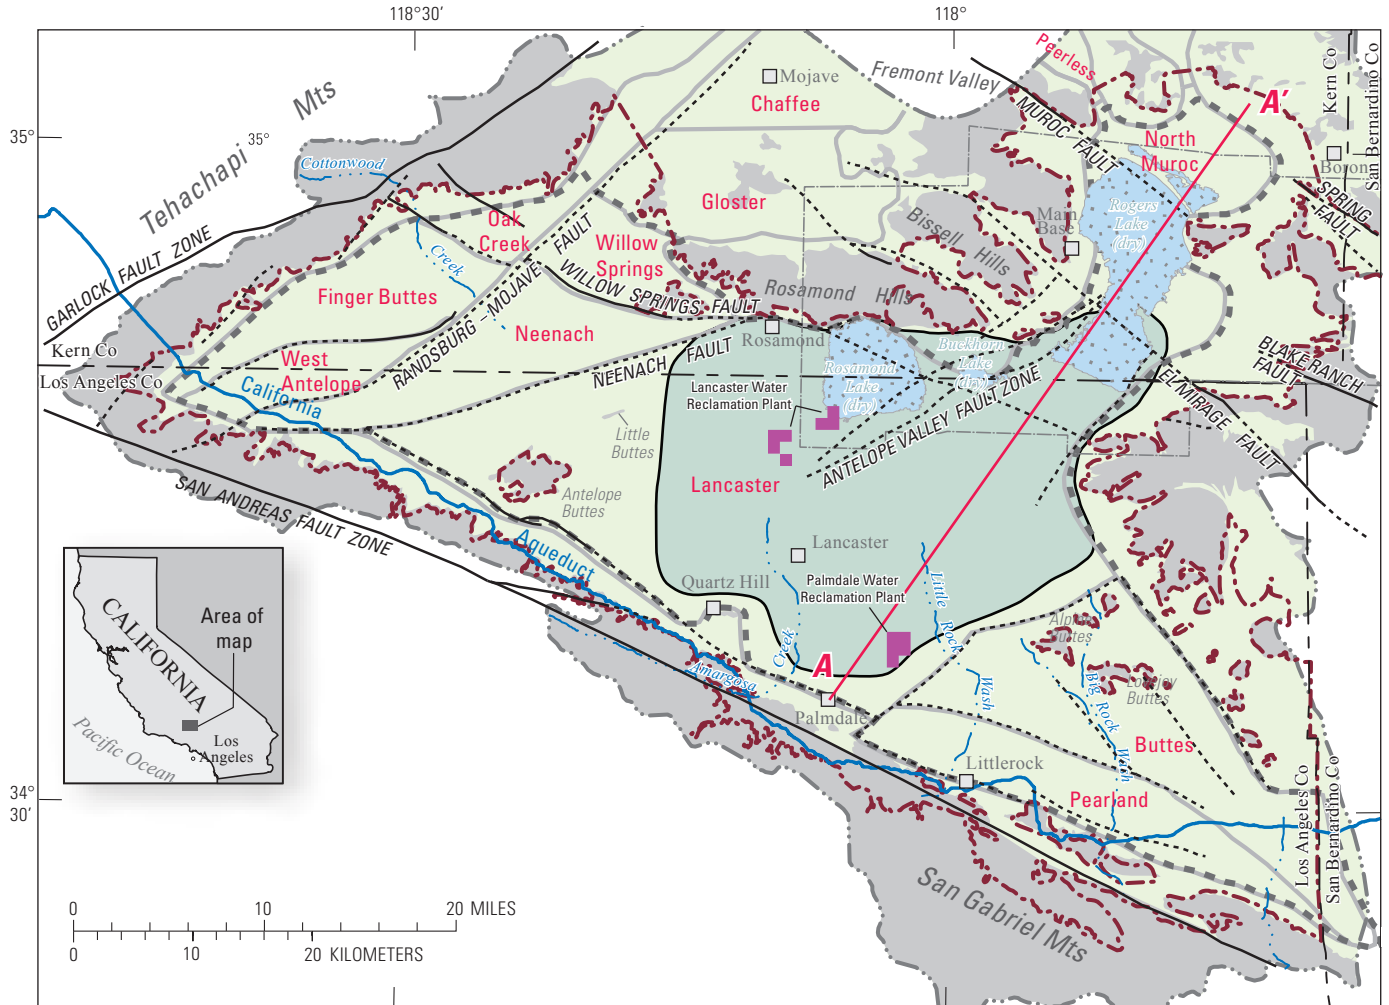 118°30'
118°
Tehachapi Mts
35°
35°
Mojave
Chaffee
Fremont Valley
Peerless
MUROC FAULT
A'
North
Muroc
Kern Co
San Bernardino Co
Boron
SPRING
FAULT
Cottonwood
Creek
GARLOCK FAULT ZONE
Oak
Creek
Gloster
Willow
Springs
Bissell Hills
Main
Base
Rogers
Lake
(dry)
Finger Buttes
RANDSBURG – MOJAVE FAULT
WILLOW SPRINGS FAULT
Rosamond Hills
Neenach
Rosamond
Kern Co
Los Angeles Co
West
Antelope
NEENACH FAULT
Buckhorn
Lake
(dry)
Rosamond
Lake
(dry)
BLAKE RANCH
FAULT
EL MIRAGE FAULT
California
Aqueduct
Lancaster Water
Reclamation Plant
ANTELOPE VALLEY FAULT ZONE
Little
Buttes
Antelope
Buttes
Lancaster
SAN ANDREAS FAULT ZONE
Lancaster
Quartz Hill
Palmdale Water
Reclamation Plant
Little Rock Wash
Alpine
Buttes
Lovejoy
Buttes
Big Rock Wash
Amargosa Creek
A
Palmdale
Buttes
Littlerock
Pearland
Los Angeles Co
San Bernardino Co
San Gabriel Mts
34°
30'
CALIFORNIA
Area of
map
Los
Angeles
Pacific Ocean
0 10 20 MILES
0 10 20 KILOMETERS